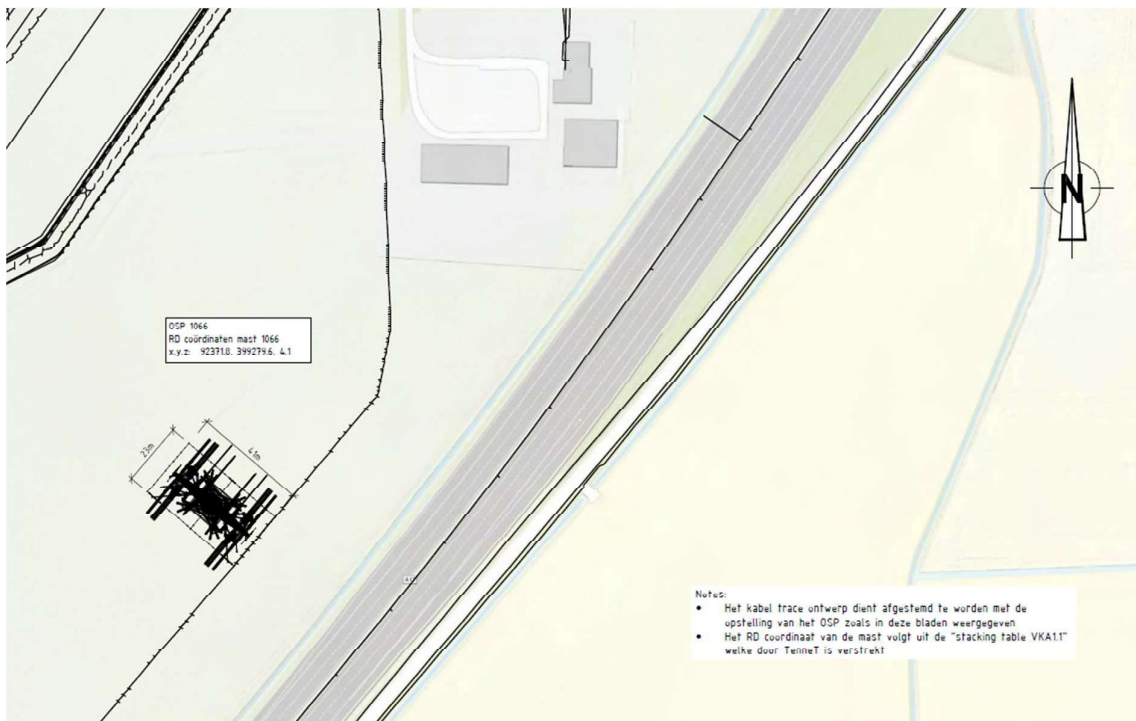 N
OSP 1066
RD coördinaten mast 1066
x.y.z: 92371.8. 399279.6. 4.1
23m
41m
Notes:
• Het kabel trace ontwerp dient afgestemd te worden met de
opstelling van het OSP zoals in deze bladen weergegeven
• Het RD coordinaat van de mast volgt uit de "stacking table VKA1.1"
welke door TenneT is verstrekt